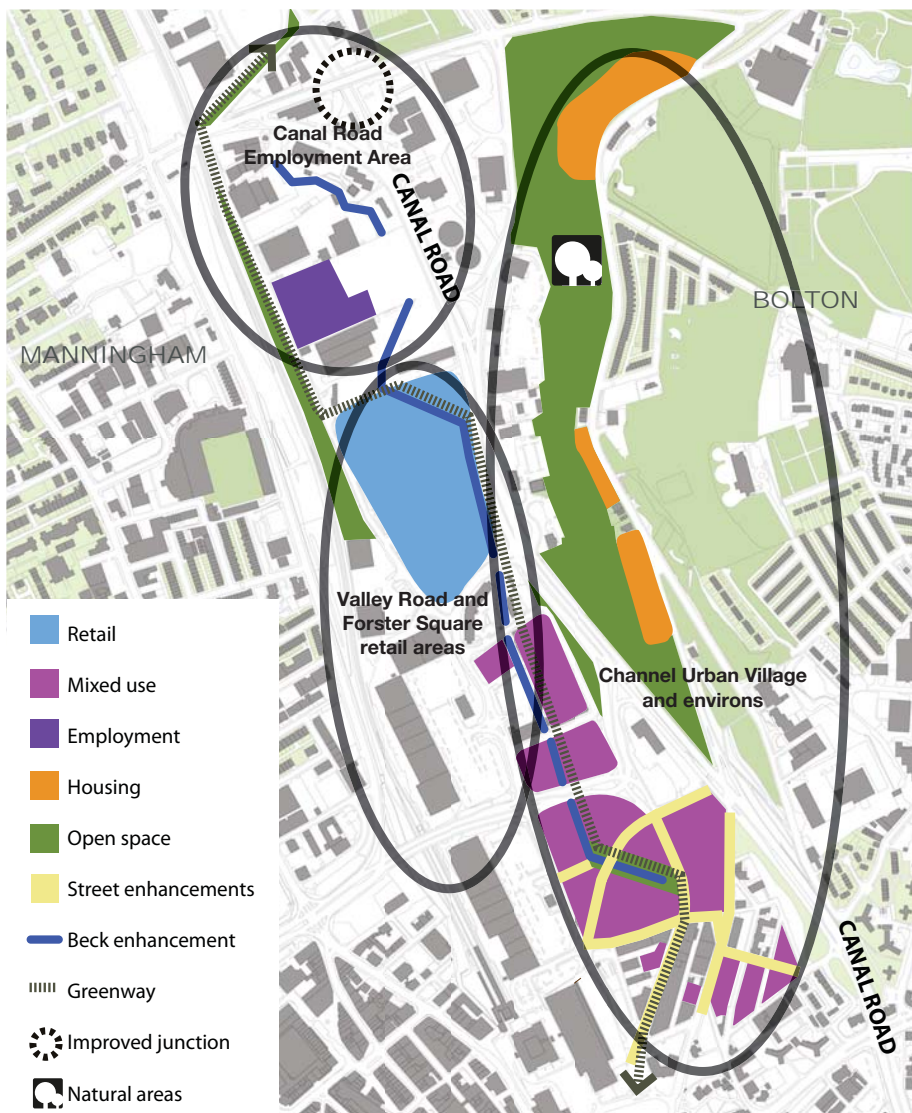 Canal Road
Employment Area
CANAL ROAD
BOLTON
MANNINGHAM
Valley Road and
Forster Square
retail areas
Channel Urban Village
and environs
CANAL ROAD
Retail
Mixed use
Employment
Housing
Open space
Street enhancements
Beck enhancement
Greenway
Improved junction
Natural areas